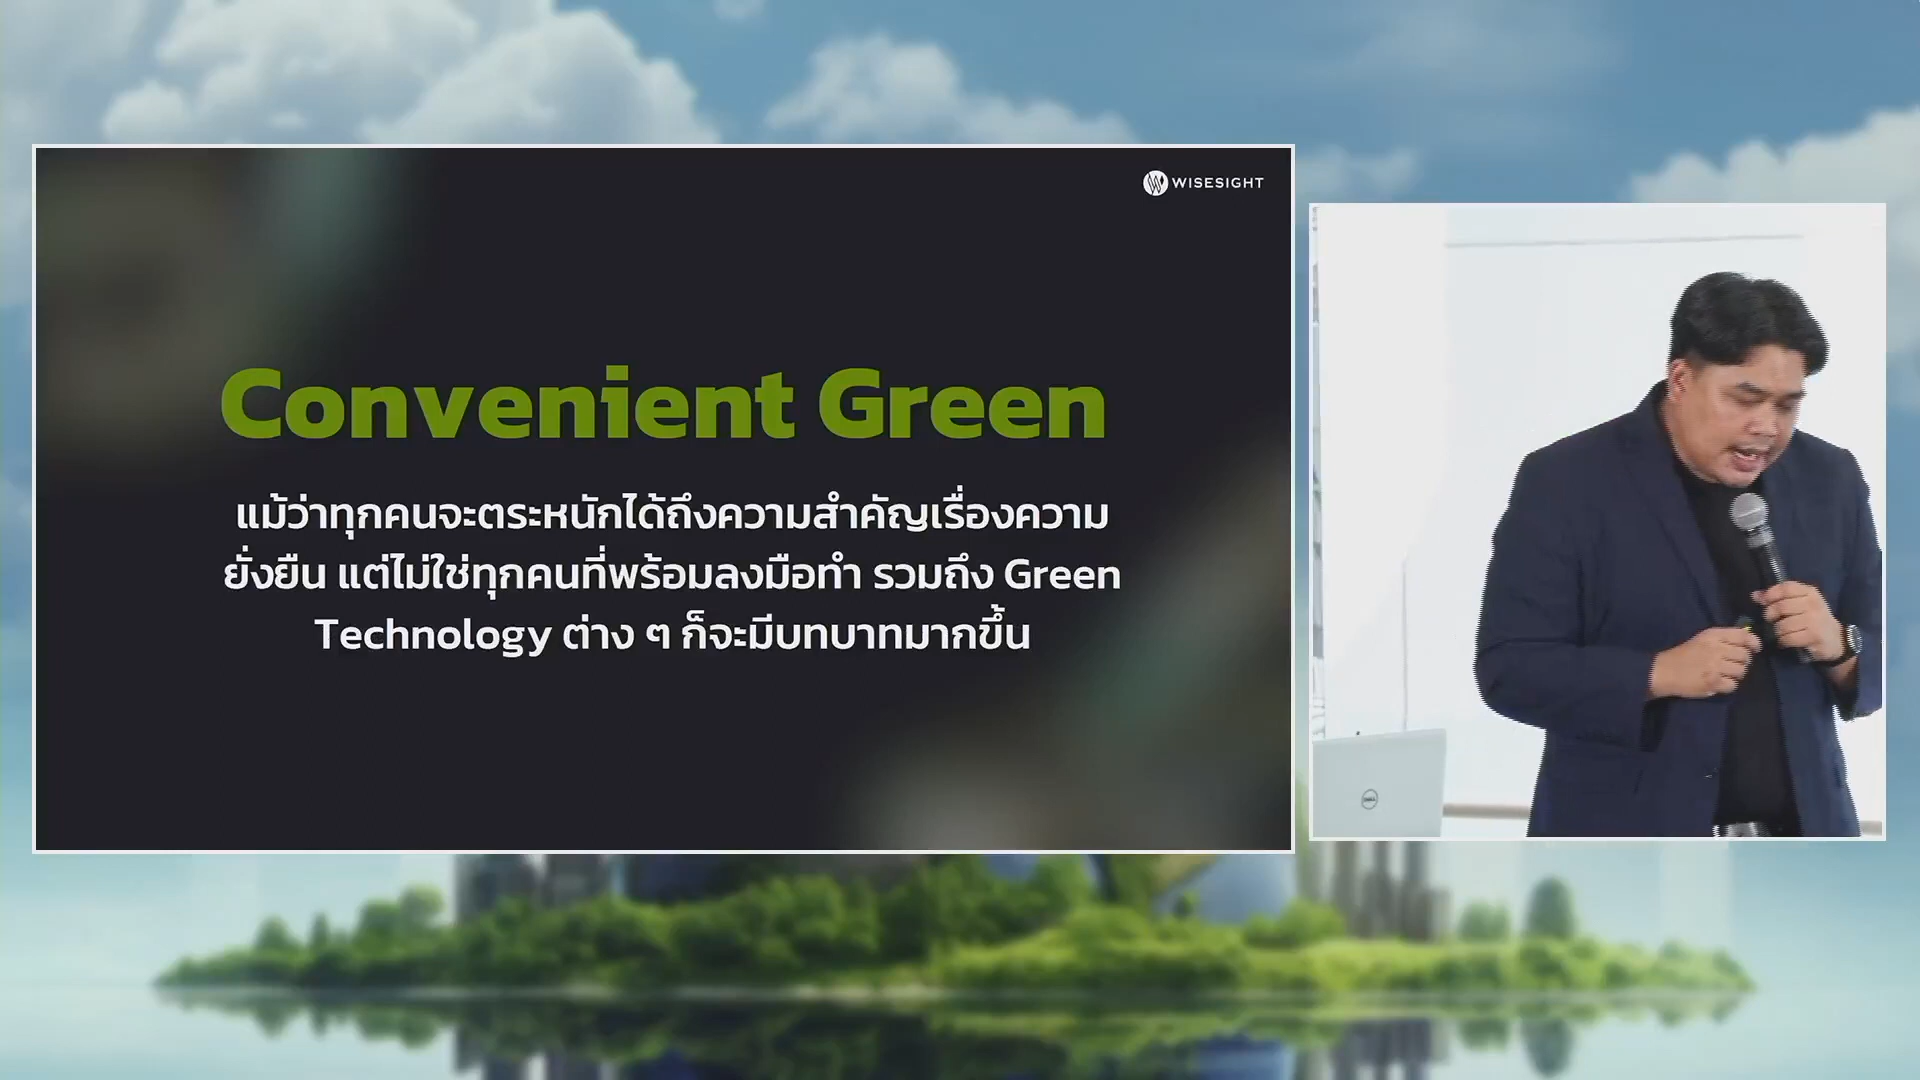 WISESIGHT
Convenient Green
แม้ว่าทุกคนจะตระหนักได้ถึงความสำคัญเรื่องความ
ยั่งยืน แต่ไม่ใช่ทุกคนที่พร้อมลงมือทำ รวมถึง Green
Technology ต่าง ๆ ก็จะมีบทบาทมากขึ้น
DELL